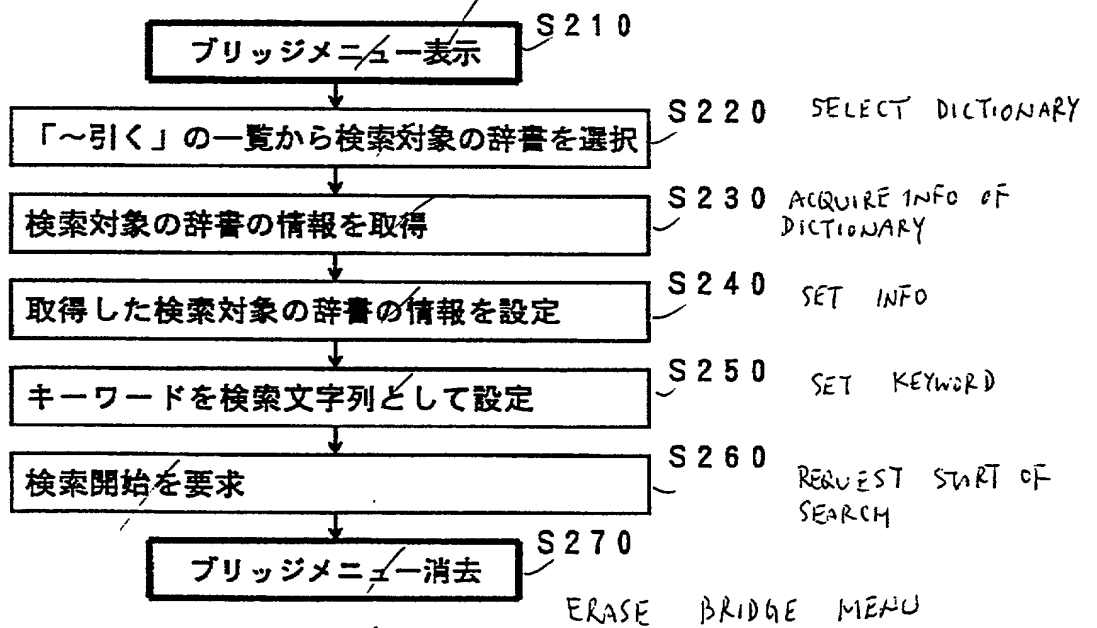 ブリッジメニュー表示 S210
「～引く」の一覧から検索対象の辞書を選択 S220 SELECT DICTIONARY
検索対象の辞書の情報を取得 S230 ACQUIRE INFO OF
DICTIONARY
取得した検索対象の辞書の情報を設定 S240 SET INFO
キーワードを検索文字列として設定 S250 SET KEYWORD
検索開始を要求 S260 REQUEST START OF
SEARCH
ブリッジメニュー消去 S270
ERASE BRIDGE MENU